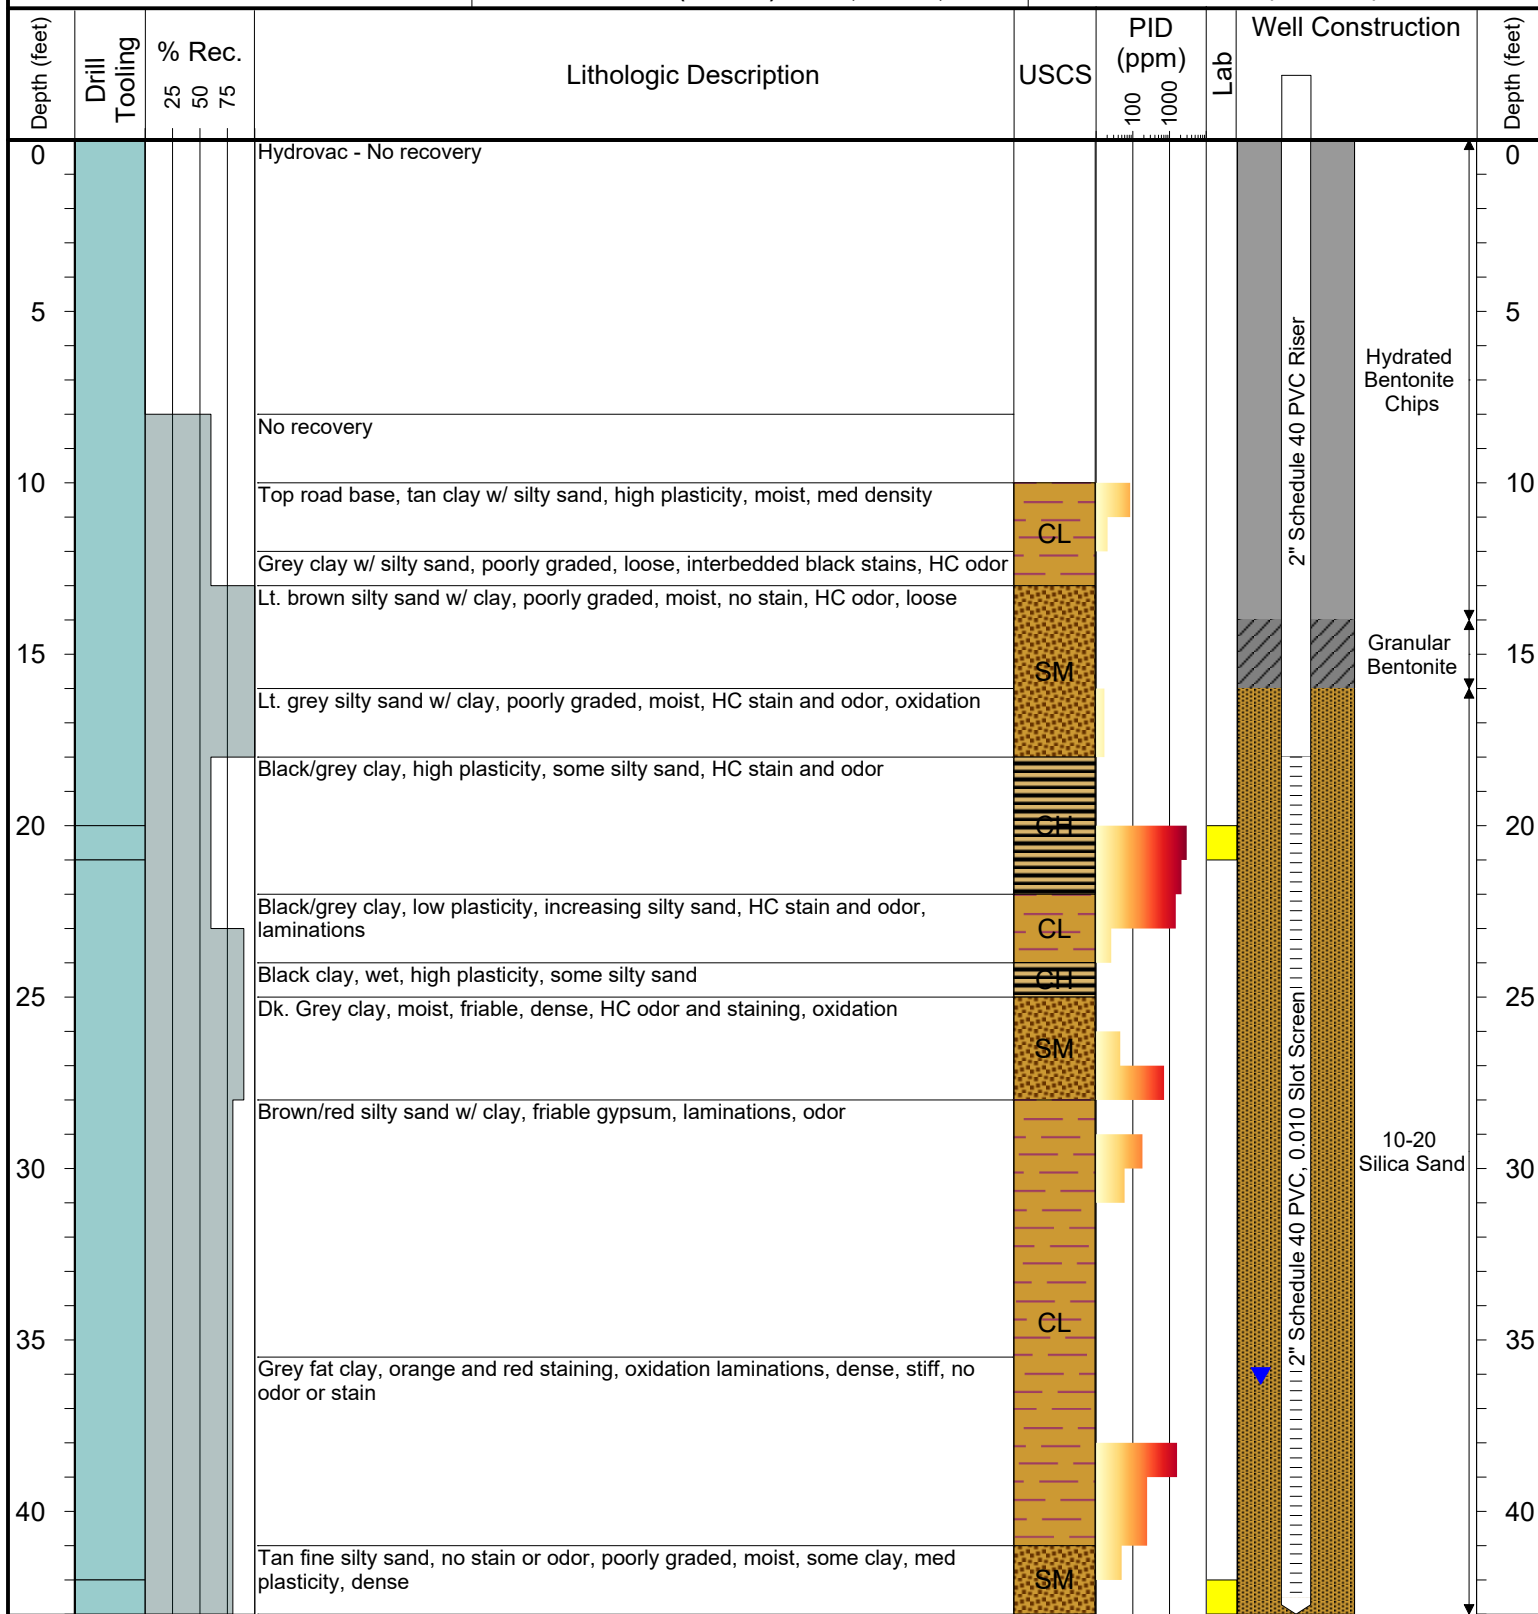 Depth (feet)
Drill
Tooling
% Rec.
25
50
75
Lithologic Description
USCS
PID
(ppm)
100
1000
Lab
Well Construction
Depth (feet)
0
Hydrovac - No recovery
0
5
5
Hydrated
Bentonite
Chips
2" Schedule 40 PVC Riser
No recovery
10
Top road base, tan clay w/ silty sand, high plasticity, moist, med density
10
CL
Grey clay w/ silty sand, poorly graded, loose, interbedded black stains, HC odor
Lt. brown silty sand w/ clay, poorly graded, moist, no stain, HC odor, loose
15
Granular
Bentonite
15
SM
Lt. grey silty sand w/ clay, poorly graded, moist, HC stain and odor, oxidation
Black/grey clay, high plasticity, some silty sand, HC stain and odor
20
CH
20
Black/grey clay, low plasticity, increasing silty sand, HC stain and odor,
laminations
CL
Black clay, wet, high plasticity, some silty sand
CH
25
25
Dk. Grey clay, moist, friable, dense, HC odor and staining, oxidation
SM
Brown/red silty sand w/ clay, friable gypsum, laminations, odor
10-20
Silica Sand
30
30
2" Schedule 40 PVC, 0.010 Slot Screen
CL
35
35
Grey fat clay, orange and red staining, oxidation laminations, dense, stiff, no
odor or stain
40
40
Tan fine silty sand, no stain or odor, poorly graded, moist, some clay, med
plasticity, dense
SM